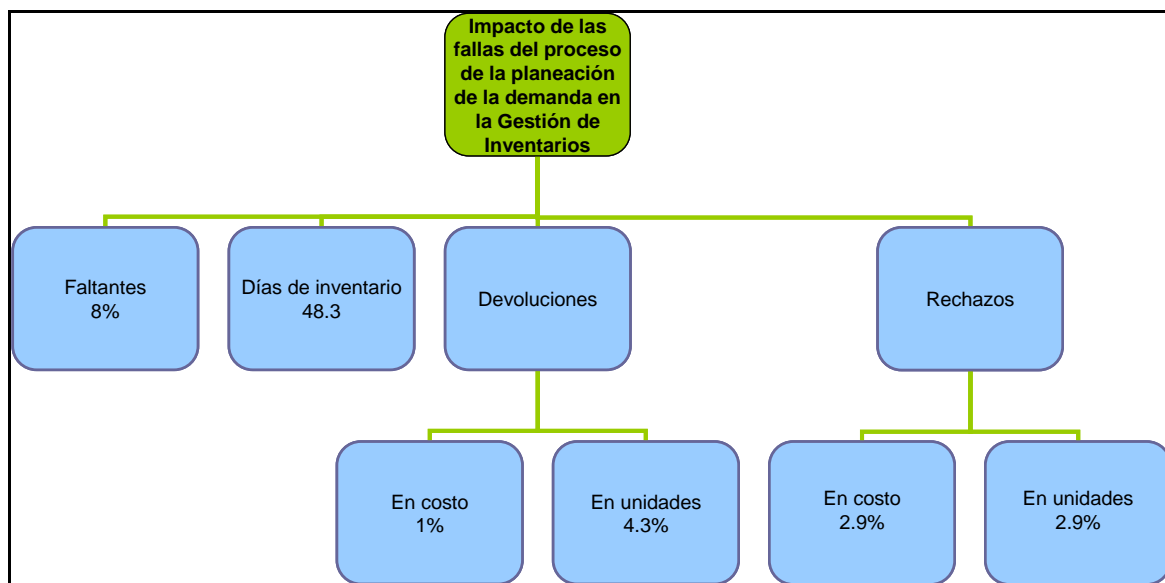 Impacto de las
fallas del proceso
de la planeación
de la demanda en
la Gestión de
Inventarios
Faltantes
8%
Días de inventario
48.3
Devoluciones
Rechazos
En costo
1%
En unidades
4.3%
En costo
2.9%
En unidades
2.9%